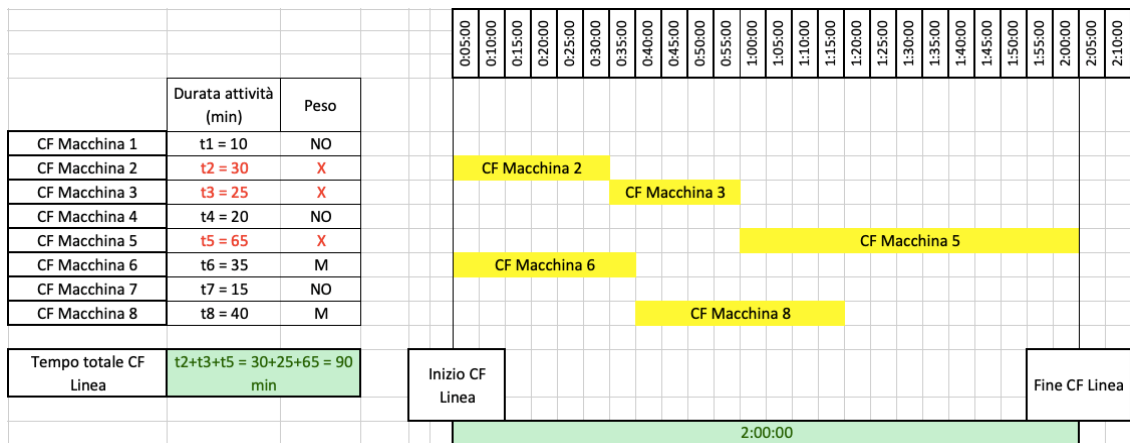 0:05:00 0:10:00 0:15:00 0:20:00 0:25:00 0:30:00 0:35:00 0:40:00 0:45:00 0:50:00 0:55:00 1:00:00 1:05:00 1:10:00 1:15:00 1:20:00 1:25:00 1:30:00 1:35:00 1:40:00 1:45:00 1:50:00 1:55:00 2:00:00 2:05:00 2:10:00
Durata attività
(min)
Peso
CF Macchina 1 t1 = 10 NO
CF Macchina 2 t2 = 30 X CF Macchina 2
CF Macchina 3 t3 = 25 X CF Macchina 3
CF Macchina 4 t4 = 20 NO
CF Macchina 5 t5 = 65 X CF Macchina 5
CF Macchina 6 t6 = 35 M CF Macchina 6
CF Macchina 7 t7 = 15 NO
CF Macchina 8 t8 = 40 M CF Macchina 8
Tempo totale CF
Linea
t2+t3+t5 = 30+25+65 = 90
min
Inizio CF
Linea
Fine CF Linea
2:00:00